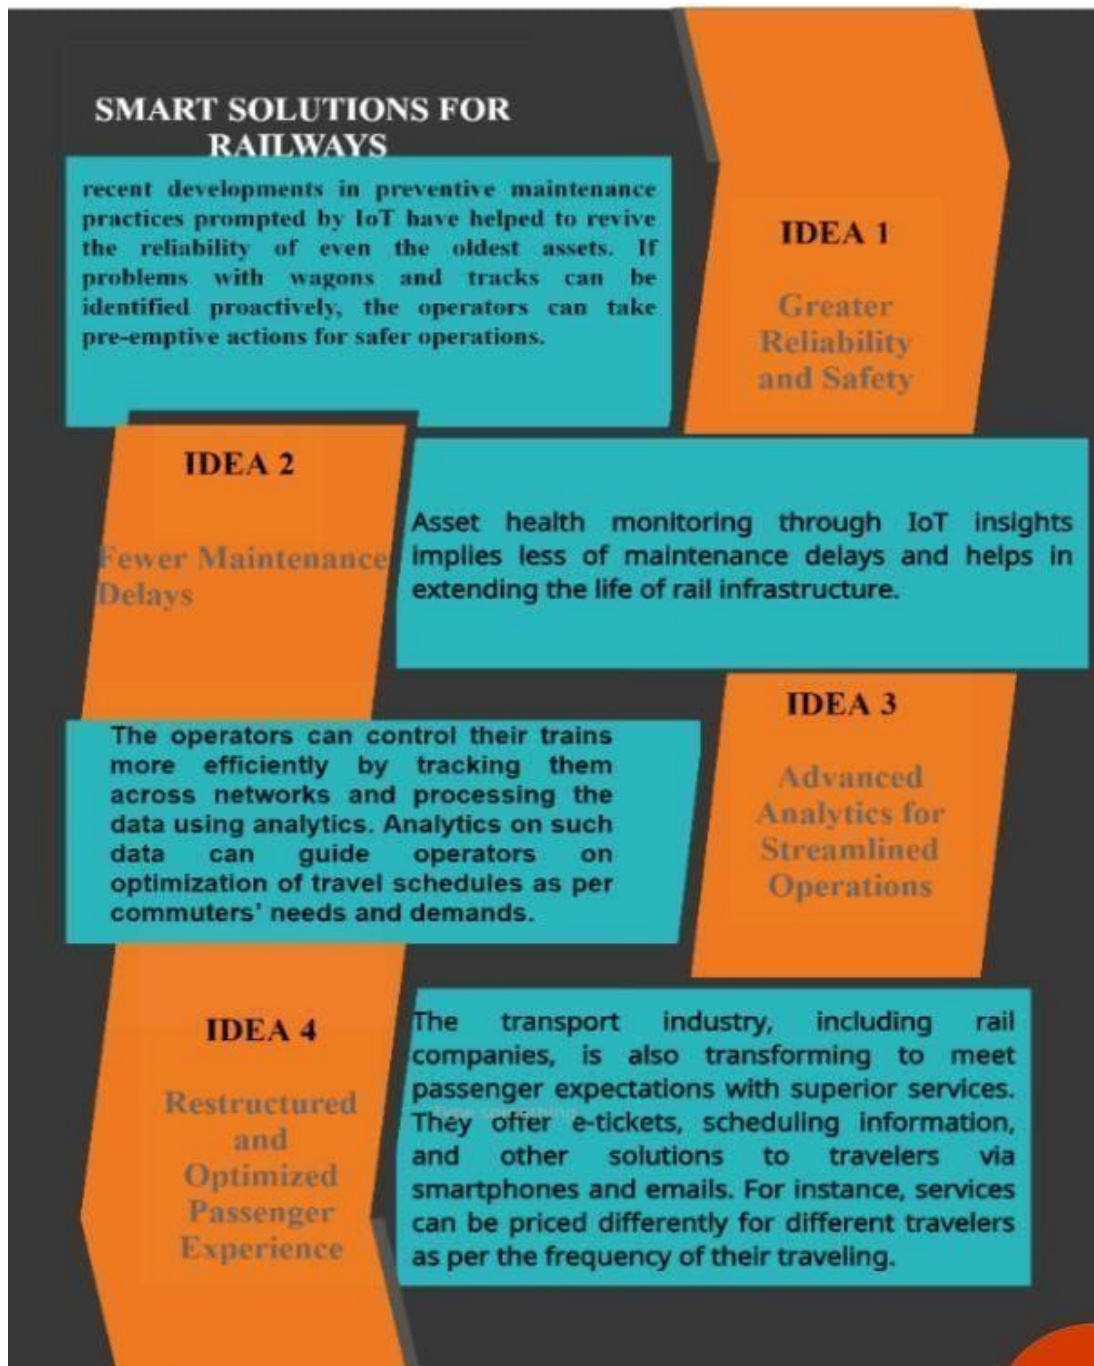 SMART SOLUTIONS FOR
RAILWAYS
recent developments in preventive maintenance
practices prompted by IoT have helped to revive
the reliability of even the oldest assets. If
problems with wagons and tracks can be
identified proactively, the operators can take
pre-emptive actions for safer operations.
IDEA 1
Greater
Reliability
and Safety
IDEA 2
Fewer Maintenance
Delays
Asset health monitoring through IoT insights
implies less of maintenance delays and helps in
extending the life of rail infrastructure.
The operators can control their trains
more efficiently by tracking them
across networks and processing the
data using analytics. Analytics on such
data can guide operators on
optimization of travel schedules as per
commuters' needs and demands.
IDEA 3
Advanced
Analytics for
Streamlined
Operations
IDEA 4
Restructured
and
Optimized
Passenger
Experience
The transport industry, including rail
companies, is also transforming to meet
passenger expectations with superior services.
They offer e-tickets, scheduling information,
and other solutions to travelers via
smartphones and emails. For instance, services
can be priced differently for different travelers
as per the frequency of their traveling.